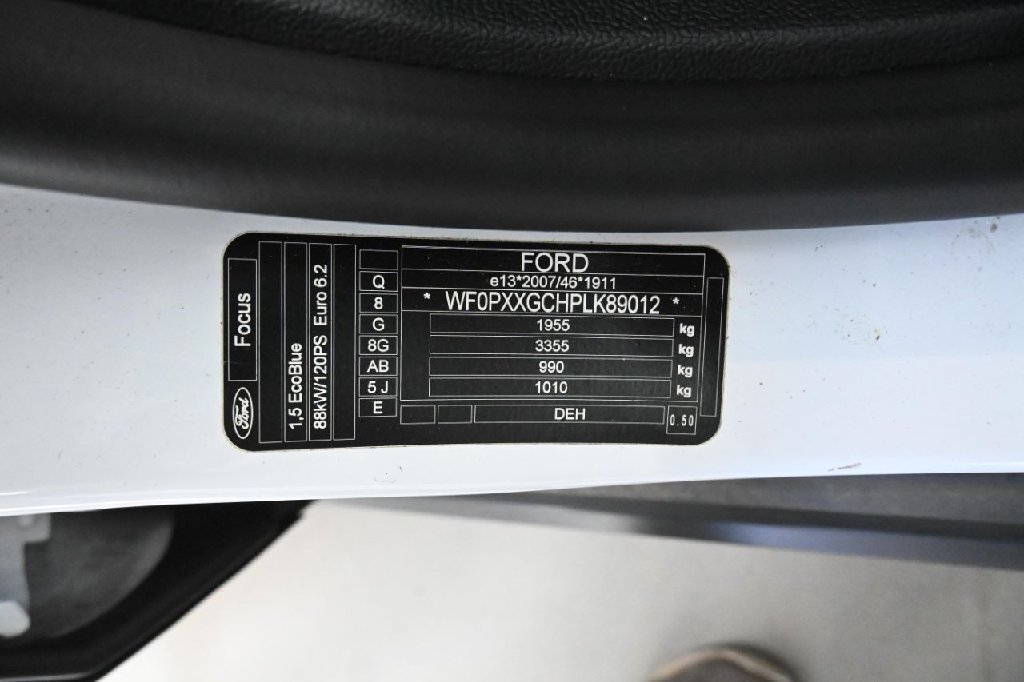 Focus
Ford
1,5 EcoBlue
88kW/120PS Euro 6.2
Q
8
G
8G
AB
5 J
E
FORD
e13*2007/46*1911
* WF0PXXGCHPLK89012 *
1955 kg
3355 kg
990 kg
1010 kg
DEH
0.50